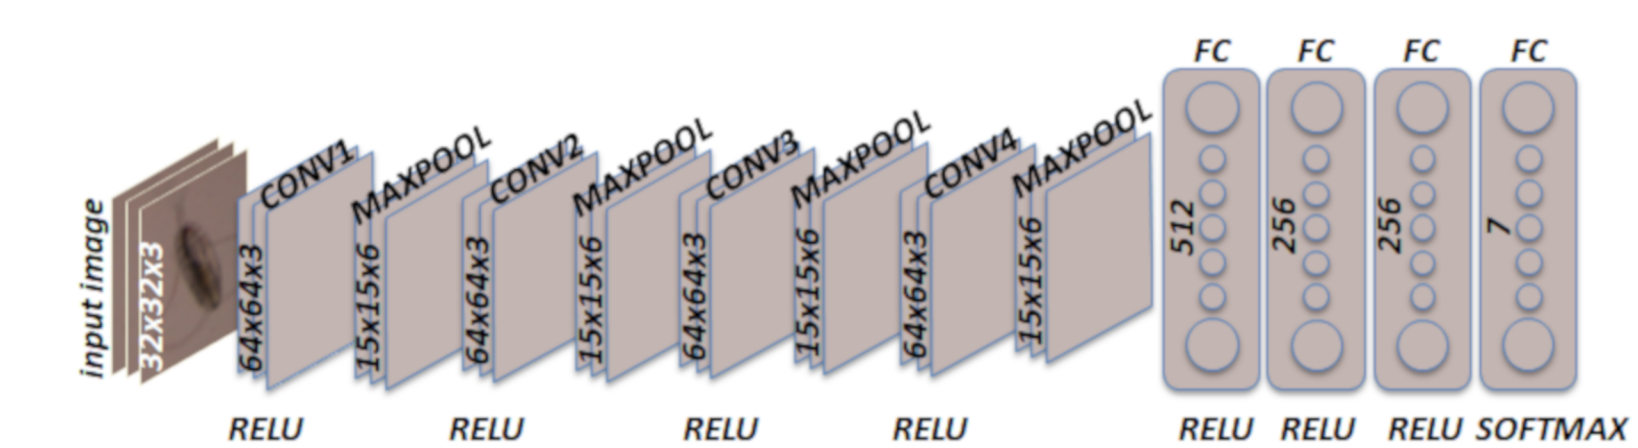 input image
32x32x3
CONV1
64x64x3
RELU
MAXPOOL
15x15x6
CONV2
64x64x3
RELU
MAXPOOL
15x15x6
CONV3
64x64x3
RELU
MAXPOOL
15x15x6
CONV4
64x64x3
RELU
MAXPOOL
15x15x6
FC
512
RELU
FC
256
RELU
FC
256
RELU
FC
7
SOFTMAX